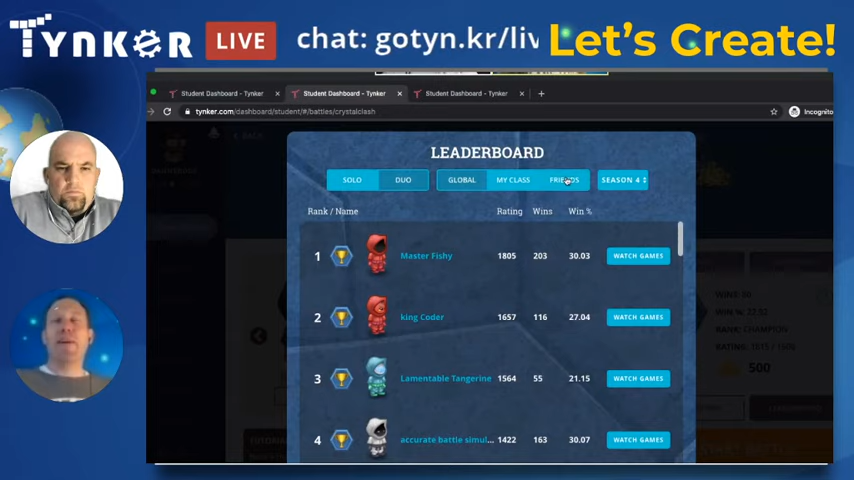 TYNKER LIVE chat: gotyn.kr/liv Let's Create!
Student Dashboard - Tynker × Student Dashboard - Tynker × Student Dashboard - Tynker × +
tynker.com/dashboard/student/#/battles/crystalclash Incognito
LEADERBOARD
SOLO DUO GLOBAL MY CLASS FRIENDS SEASON 4
Rank / Name Rating Wins Win %
1 Master Fishy 1805 203 30.03 WATCH GAMES
2 king Coder 1657 116 27.04 WATCH GAMES
3 Lamentable Tangerine 1564 55 21.15 WATCH GAMES
4 accurate battle simul... 1422 163 30.07 WATCH GAMES
RANK: CHAMPION
500